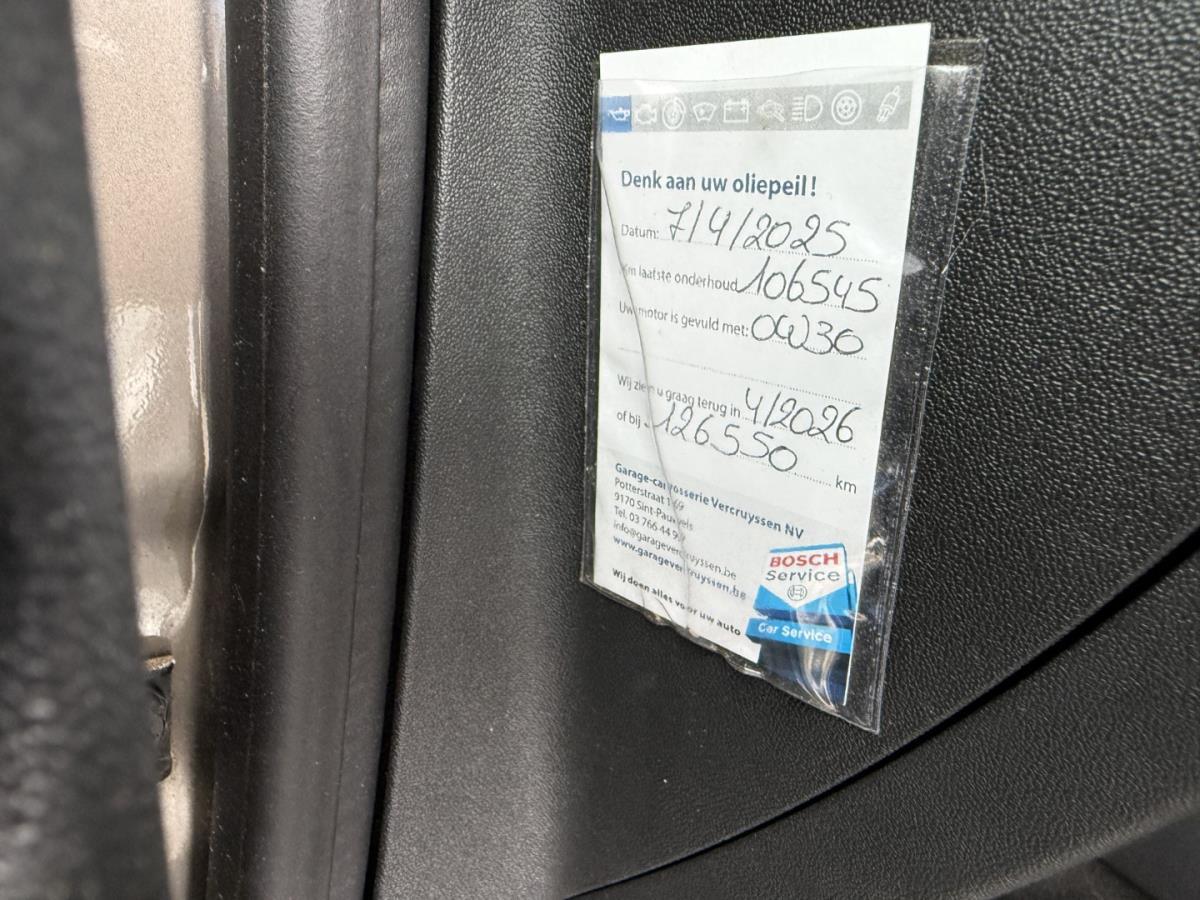 Denk aan uw oliepeil!
Datum: 7/4/2025
Km laatste onderhoud 106545
Uw motor is gevuld met: 0W30
Wij zien u graag terug in 4/2026
of bij 126550 km
Garage-carrosserie Vercruyssen NV
Potterstraat 169
9170 Sint-Pauwels
Tel. 03 766 44 9
info@garagevercruyssen.be
www.garagevercruyssen.be
Wij doen alles voor uw auto
BOSCH
Service
Car Service